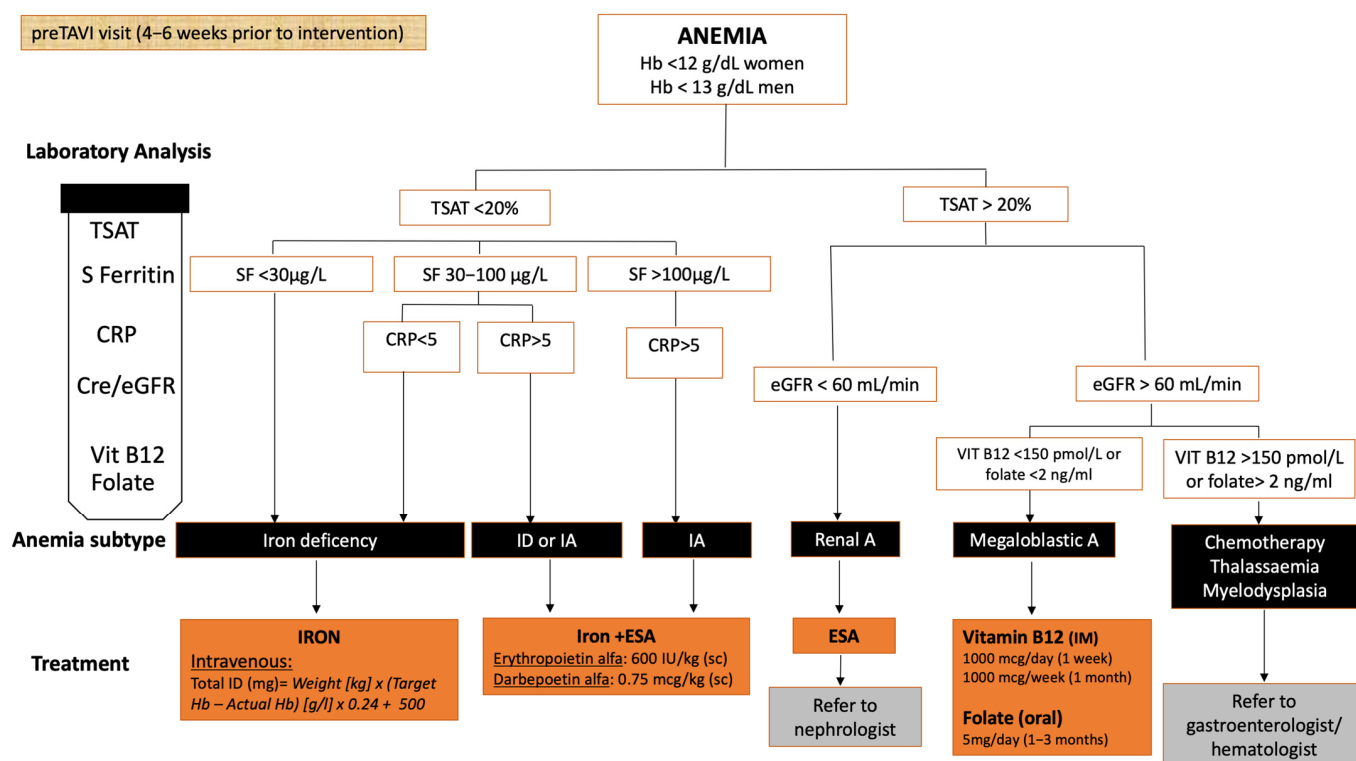 preTAVI visit (4–6 weeks prior to intervention)
ANEMIA
Hb <12 g/dL women
Hb < 13 g/dL men
Laboratory Analysis
TSAT
S Ferritin
CRP
Cre/eGFR
Vit B12
Folate
TSAT <20%
TSAT > 20%
SF <30µg/L
SF 30–100 µg/L
SF >100µg/L
CRP<5
CRP>5
CRP>5
eGFR < 60 mL/min
eGFR > 60 mL/min
VIT B12 <150 pmol/L or
folate <2 ng/ml
VIT B12 >150 pmol/L
or folate> 2 ng/ml
Anemia subtype
Iron deficency
ID or IA
IA
Renal A
Megaloblastic A
Chemotherapy
Thalassaemia
Myelodysplasia
Treatment
IRON
Intravenous:
Total ID (mg)= Weight [kg] x (Target
Hb – Actual Hb) [g/l] x 0.24 + 500
Iron +ESA
Erythropoietin alfa: 600 IU/kg (sc)
Darbepoetin alfa: 0.75 mcg/kg (sc)
ESA
Refer to
nephrologist
Vitamin B12 (IM)
1000 mcg/day (1 week)
1000 mcg/week (1 month)
Folate (oral)
5mg/day (1–3 months)
Refer to
gastroenterologist/
hematologist